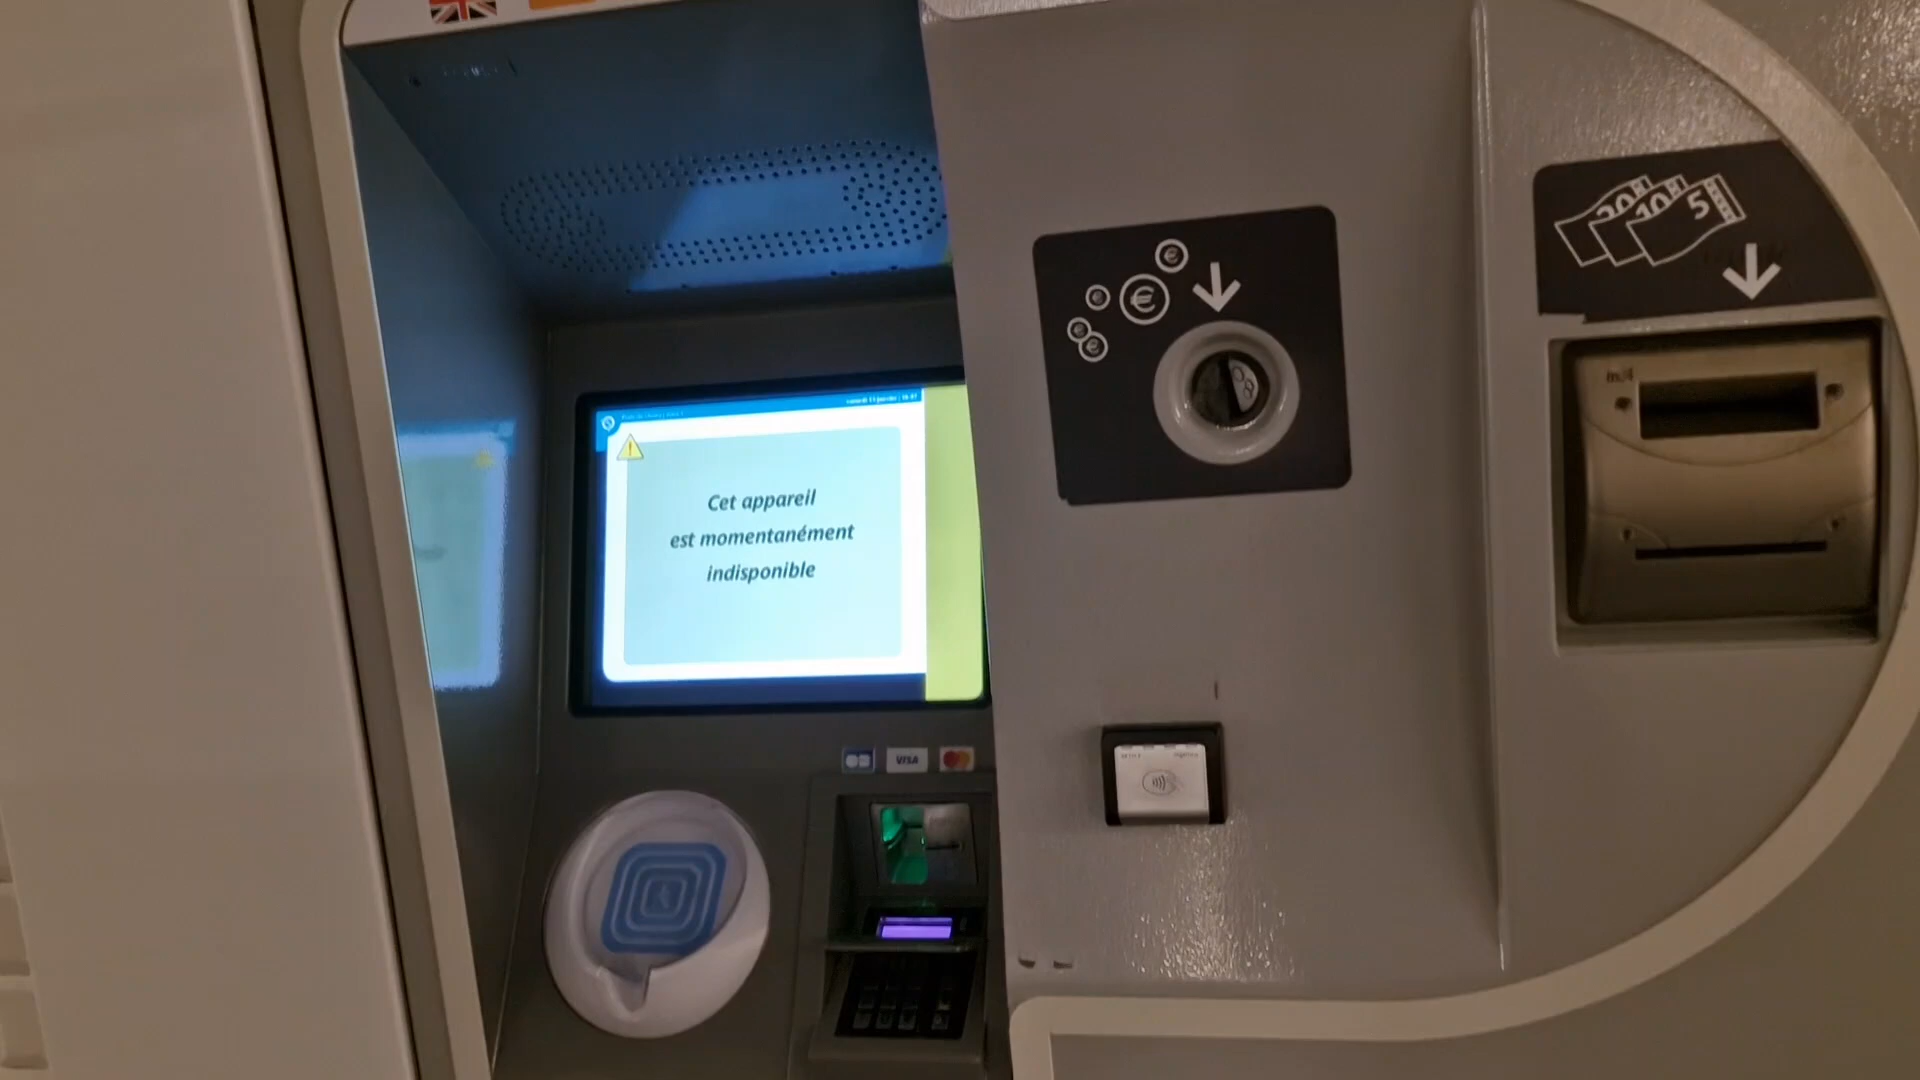 Cet appareil
est momentanément
indisponible
VISA
20 10 5